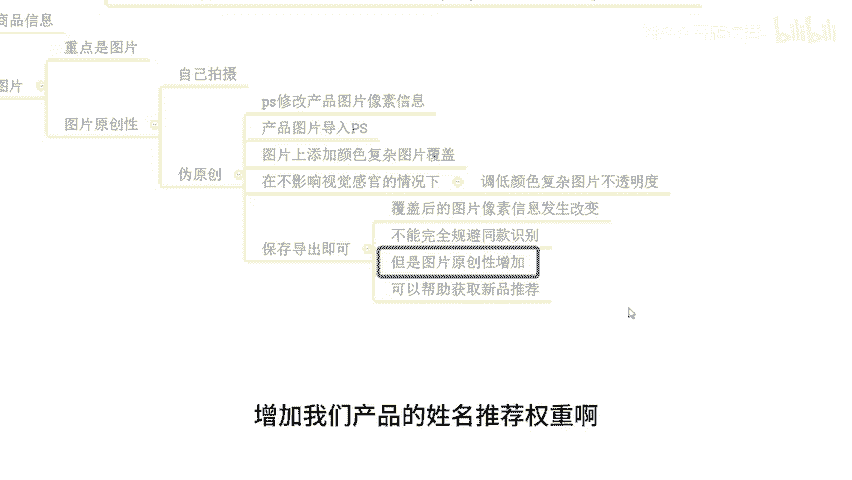 商品信息
重点是图片
图片
自己拍摄
图片原创性
ps修改产品图片像素信息
产品图片导入PS
图片上添加颜色复杂图片覆盖
伪原创
在不影响视觉感官的情况下
调低颜色复杂图片不透明度
覆盖后的图片像素信息发生改变
不能完全规避同款识别
保存导出即可
但是图片原创性增加
可以帮助获取新品推荐
bilibili
增加我们产品的姓名推荐权重啊